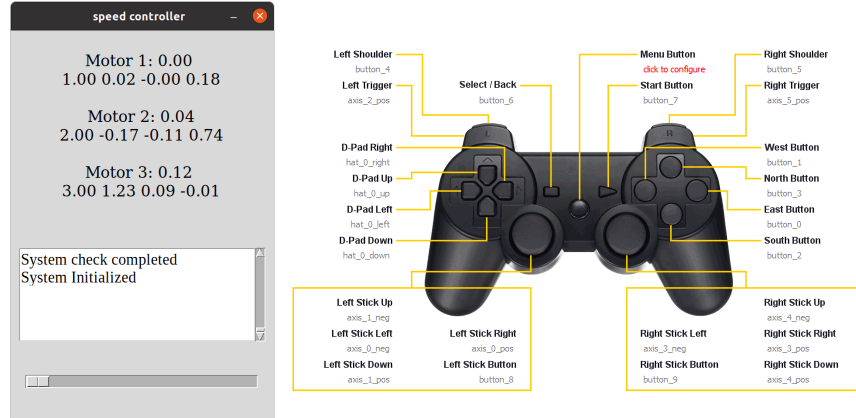 speed controller
Motor 1: 0.00
1.00 0.02 -0.00 0.18
Motor 2: 0.04
2.00 -0.17 -0.11 0.74
Motor 3: 0.12
3.00 1.23 0.09 -0.01
System check completed
System Initialized
Left Shoulder
button_4
Left Trigger
axis_2_pos
Select / Back
button_6
D-Pad Right
hat_0_right
D-Pad Up
hat_0_up
D-Pad Left
hat_0_left
D-Pad Down
hat_0_down
Menu Button
click to configure
Start Button
button_7
Right Shoulder
button_5
Right Trigger
axis_5_pos
West Button
button_1
North Button
button_3
East Button
button_0
South Button
button_2
L
R
Left Stick Up
axis_1_neg
Left Stick Left
axis_0_neg
Left Stick Right
axis_0_pos
Left Stick Down
axis_1_pos
Left Stick Button
button_8
Right Stick Up
axis_4_neg
Right Stick Left
axis_3_neg
Right Stick Right
axis_3_pos
Right Stick Button
button_9
Right Stick Down
axis_4_pos